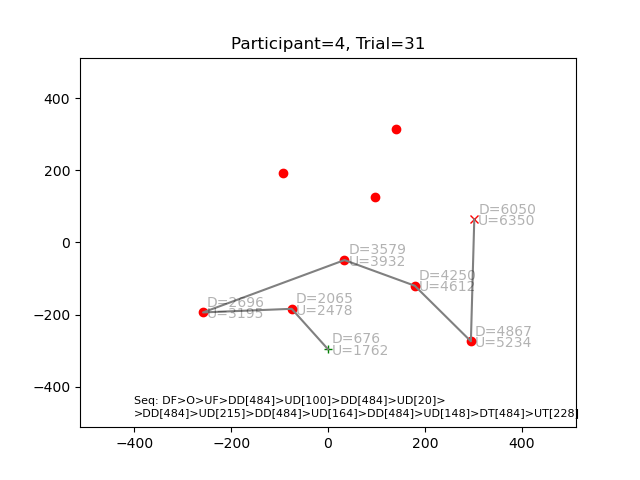 Participant=4, Trial=31
400
200
0
−200
−400
D=6050
U=6350
D=3579
U=3932
D=4250
U=4612
D=2696
U=3195
D=2065
U=2478
D=676
U=1762
D=4867
U=5234
Seq: DF>O>UF>DD[484]>UD[100]>DD[484]>UD[20]>
>DD[484]>UD[215]>DD[484]>UD[164]>DD[484]>UD[148]>DT[484]>UT[228]
−400 −200 0 200 400